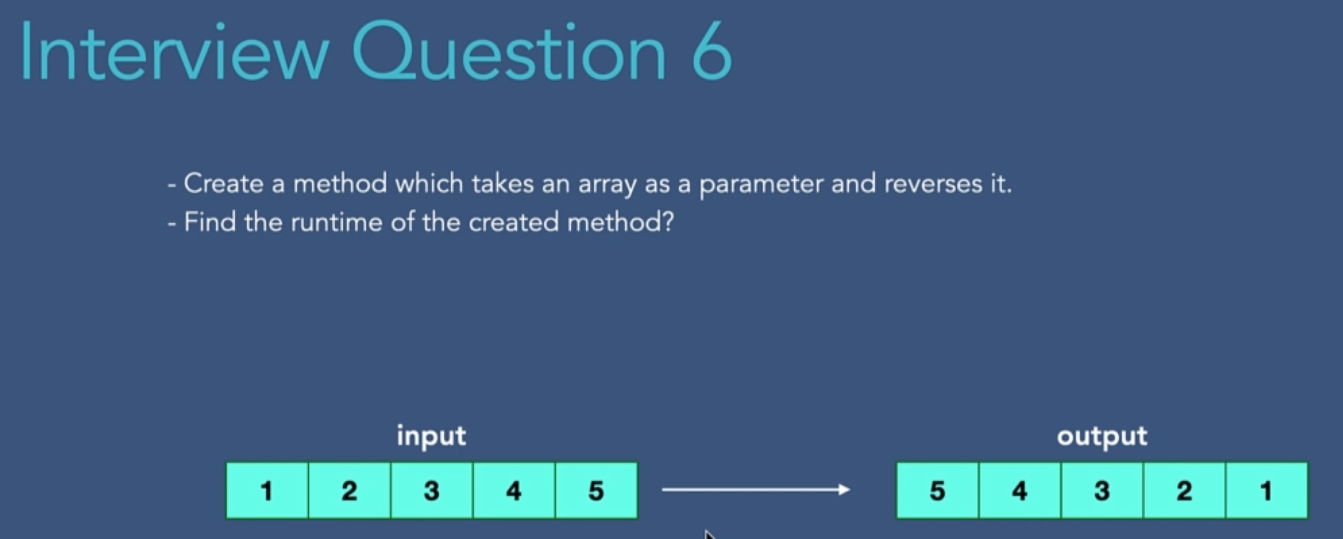 Interview Question 6
- Create a method which takes an array as a parameter and reverses it.
- Find the runtime of the created method?
input output
1 2 3 4 5 5 4 3 2 1